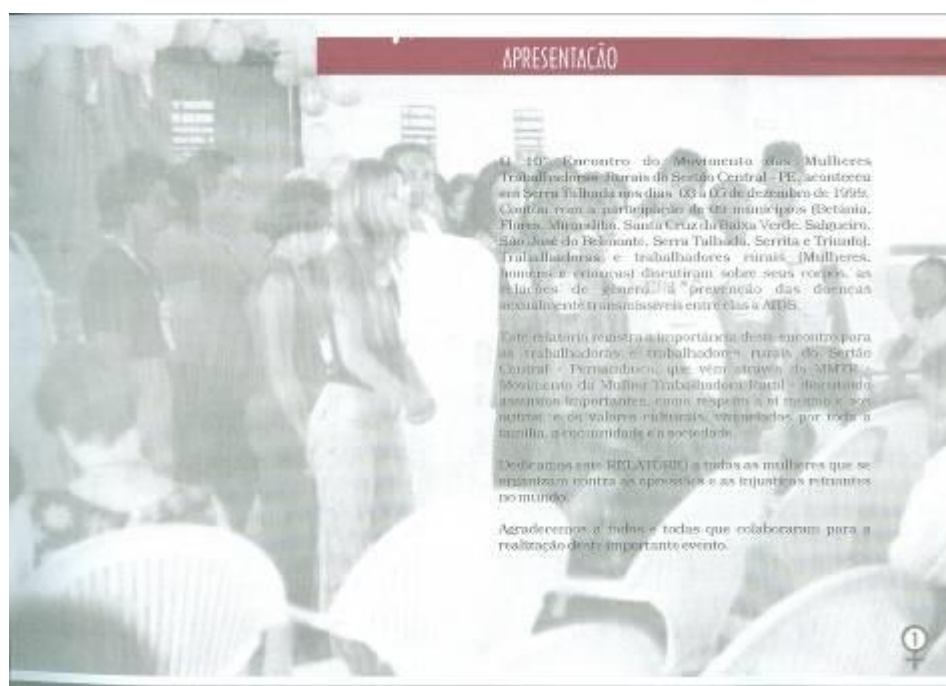 APRESENTAÇÃO
O 10º Encontro do Movimento das Mulheres
Trabalhadoras Rurais do Sertão Central - PE, aconteceu
em Serra Talhada nos dias 03 a 05 de dezembro de 1999.
Contou com a participação de 09 municípios (Betânia,
Flores, Mirandiba, Santa Cruz da Baixa Verde, Salgueiro,
São José do Belmonte, Serra Talhada, Serrita e Triunfo).
Trabalhadoras e trabalhadores rurais (Mulheres,
homens e crianças) discutiram sobre seus corpos, as
relações de gênero, a prevenção das doenças
sexualmente transmissíveis entre elas a AIDS.
Este relatório registra a importância deste encontro para
as trabalhadoras e trabalhadores rurais do Sertão
Central - Pernambuco, que vêm através do MMTR -
Movimento da Mulher Trabalhadora Rural - discutindo
assuntos importantes, como respeito a si mesmo e aos
outros e os valores culturais, vivenciados por toda a
família, a comunidade e a sociedade.
Dedicamos este RELATÓRIO a todas as mulheres que se
organizam contra as opressões e as injustiças reinantes
no mundo.
Agradecemos a todos e todas que colaboraram para a
realização deste importante evento.
1